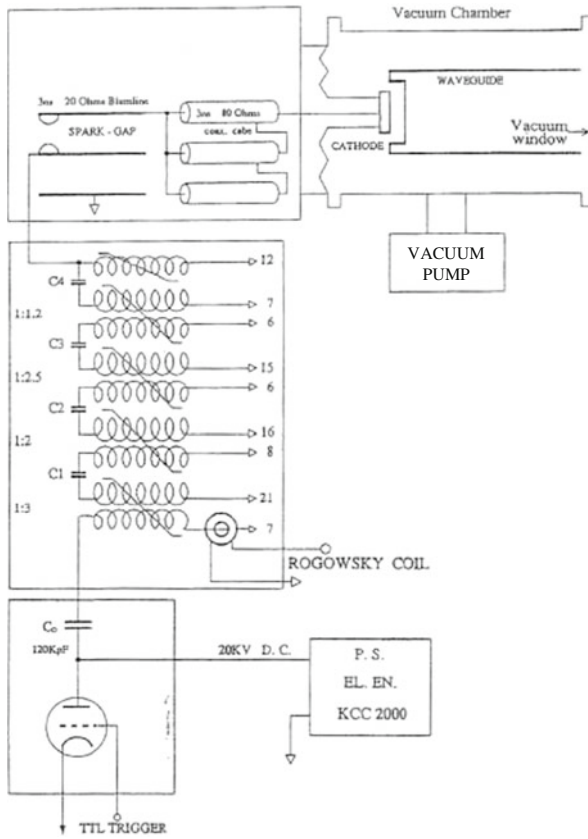 Vacuum Chamber
WAVEGUIDE
3ns 20 Ohms Blumline
3ns 80 Ohms
coax. cabe
SPARK - GAP
Vacuum
window
CATHODE
VACUUM
PUMP
12
C4
7
1:1.2
6
C3
15
1:2.5
6
C2
16
1:2
8
C1
21
1:3
7
ROGOWSKY COIL
Co
120KpF
20KV D. C.
P. S.
EL. EN.
KCC 2000
TTL TRIGGER